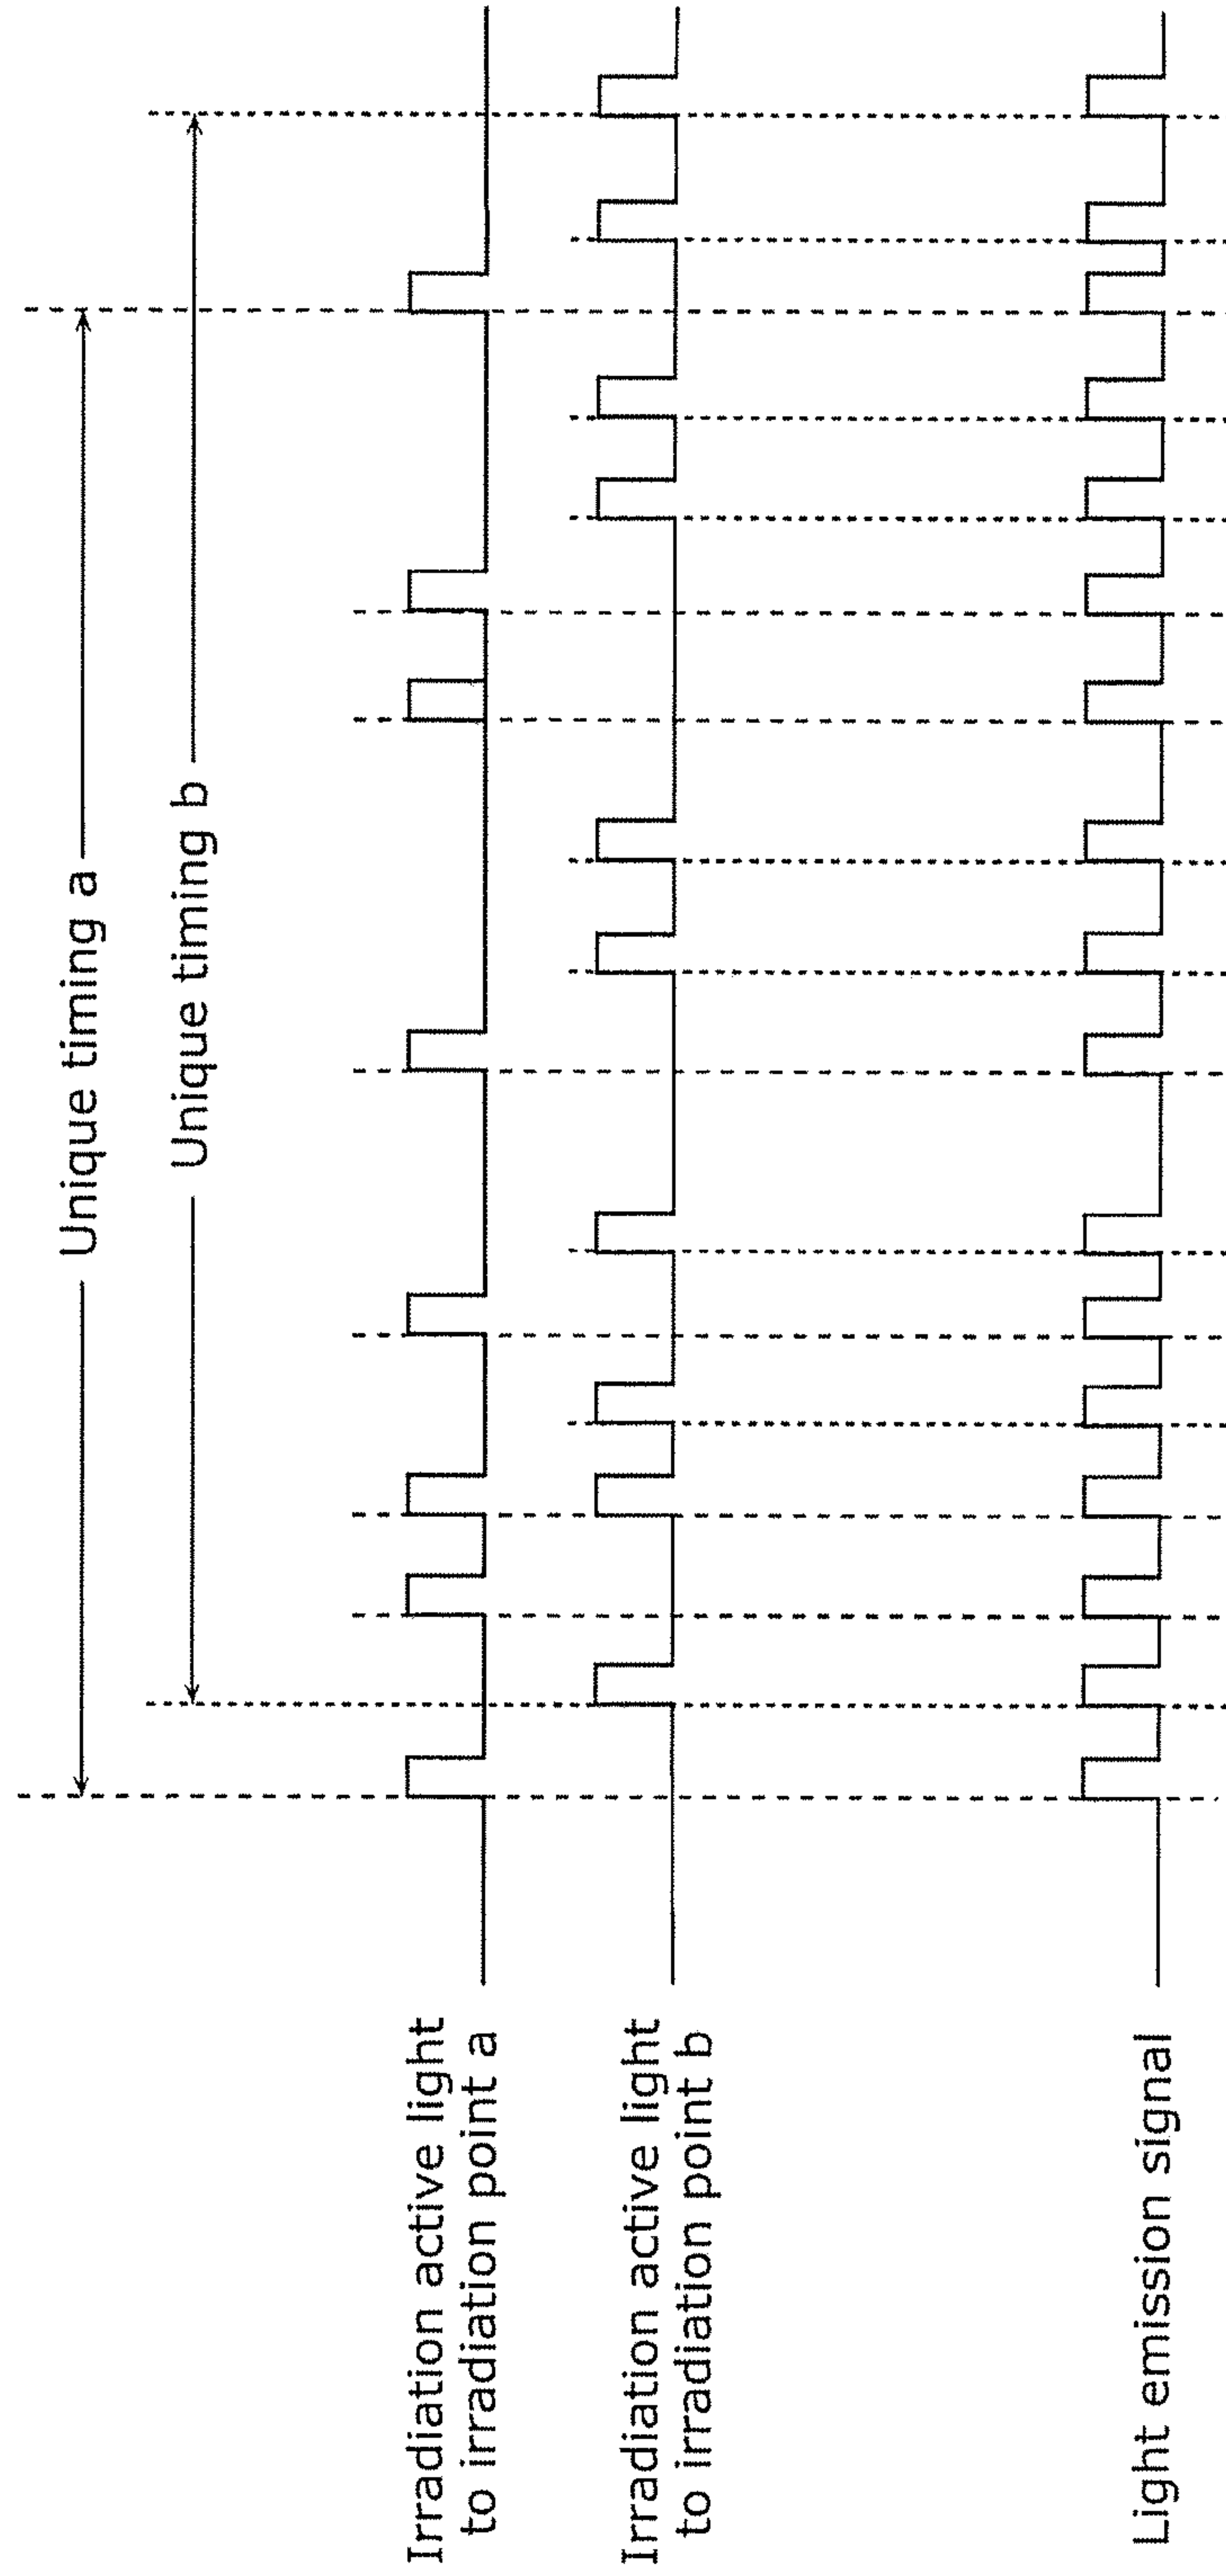 Unique timing a
Unique timing b
Irradiation active light
to irradiation point a
Irradiation active light
to irradiation point b
Light emission signal